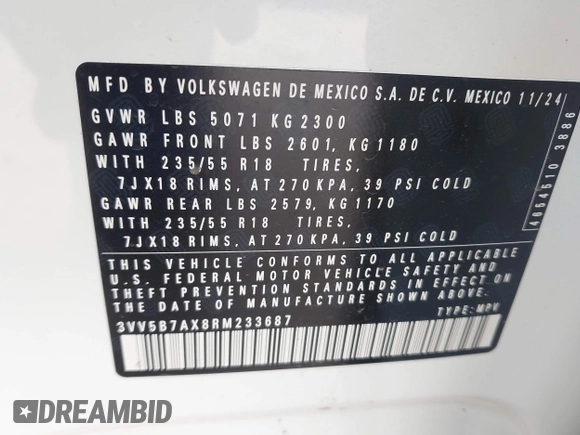 MFD BY VOLKSWAGEN DE MEXICO S.A. DE C.V. MEXICO 11/24
GVWR LBS 5071 KG 2300
GAWR FRONT LBS 2601, KG 1180
WITH 235/55 R18 TIRES,
7JX18 RIMS, AT 270 KPA, 39 PSI COLD
GAWR REAR LBS 2579, KG 1170
WITH 235/55 R18 TIRES,
7JX18 RIMS, AT 270 KPA, 39 PSI COLD
THIS VEHICLE CONFORMS TO ALL APPLICABLE
U.S. FEDERAL MOTOR VEHICLE SAFETY AND
THEFT PREVENTION STANDARDS IN EFFECT ON
THE DATE OF MANUFACTURE SHOWN ABOVE.
3VV5B7AX8RM233687 TYPE: MPV
4654510 3886
DREAMBID